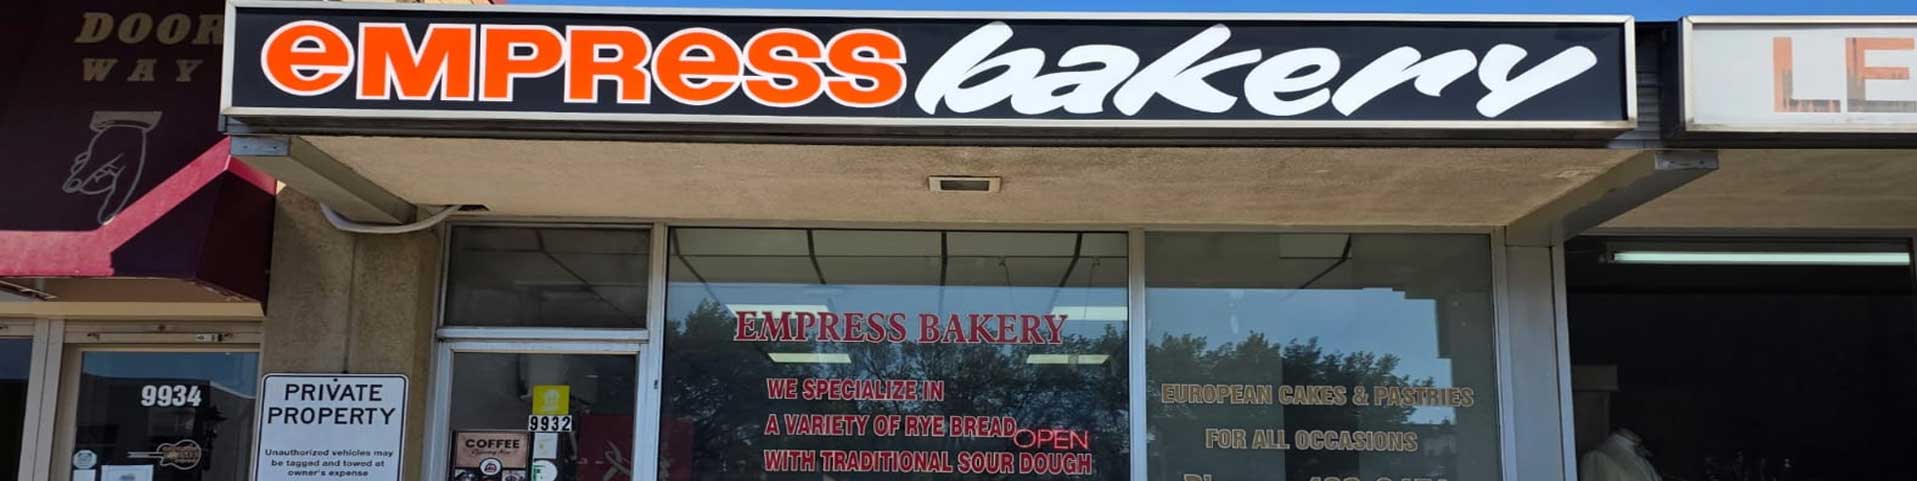 DOOR
WAY
eMPRess bakery
LE
EMPRESS BAKERY
WE SPECIALIZE IN
A VARIETY OF RYE BREAD
OPEN
WITH TRADITIONAL SOUR DOUGH
EUROPEAN CAKES & PASTRIES
FOR ALL OCCASIONS
9934
PRIVATE
PROPERTY
Unauthorized vehicles may
be tagged and towed at
owner's expense
9932
COFFEE